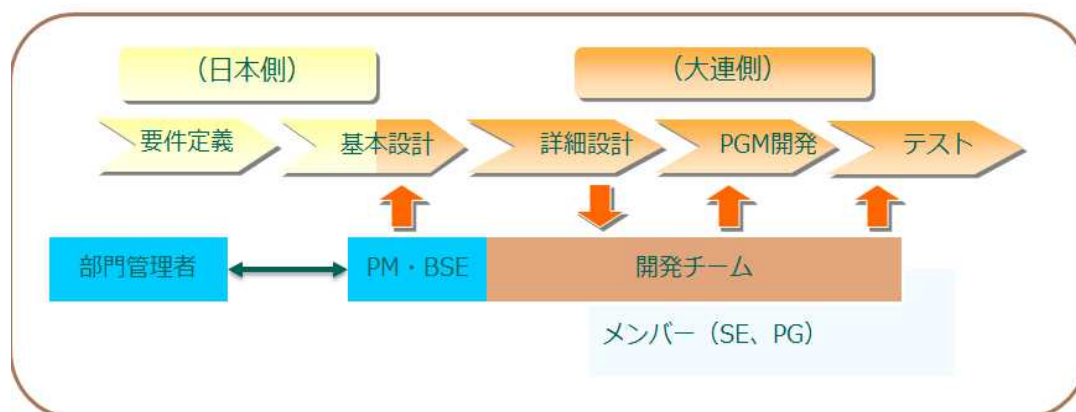 （日本側）
（大連側）
要件定義
基本設計
詳細設計
PGM開発
テスト
部門管理者
PM・BSE
開発チーム
メンバー（SE、PG）